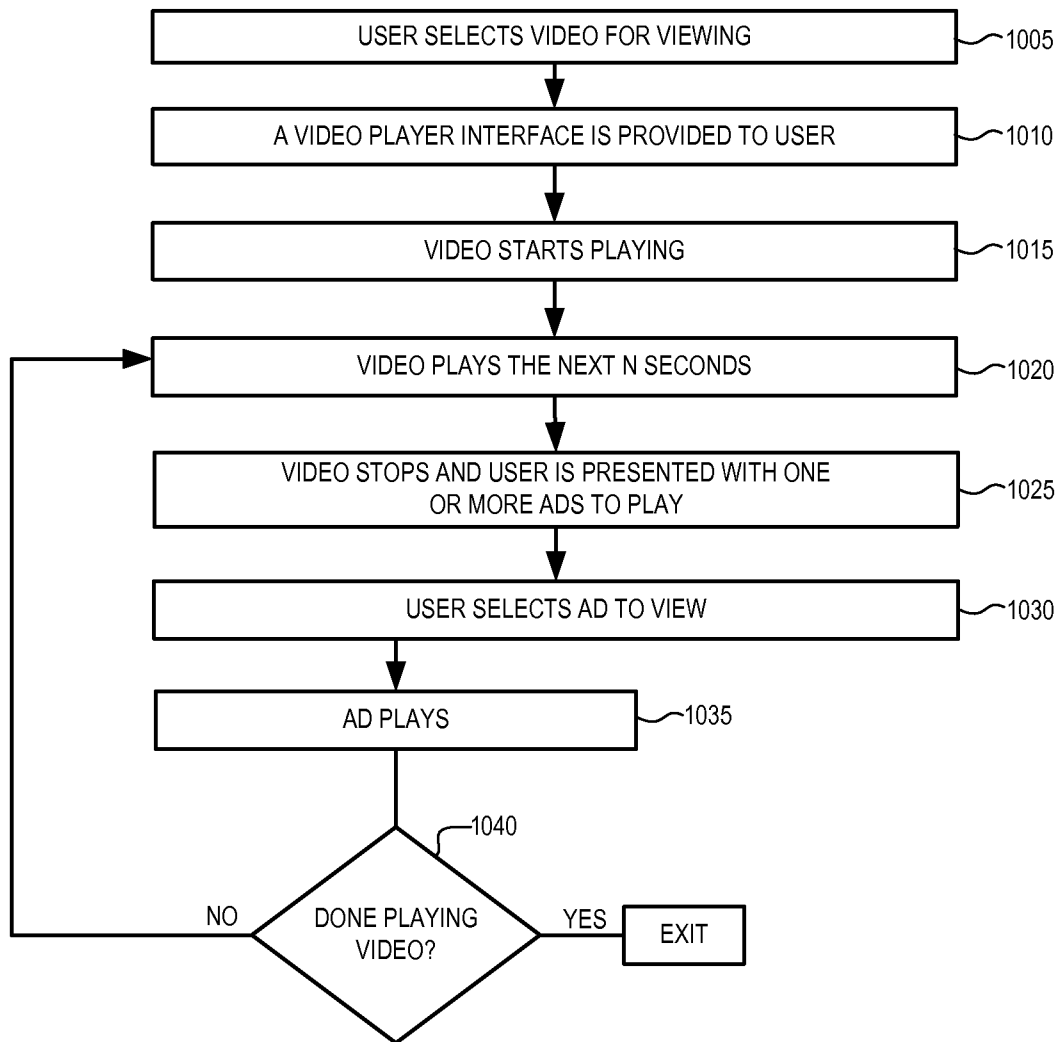 USER SELECTS VIDEO FOR VIEWING
1005
A VIDEO PLAYER INTERFACE IS PROVIDED TO USER
1010
VIDEO STARTS PLAYING
1015
VIDEO PLAYS THE NEXT N SECONDS
1020
VIDEO STOPS AND USER IS PRESENTED WITH ONE
OR MORE ADS TO PLAY
1025
USER SELECTS AD TO VIEW
1030
AD PLAYS
1035
1040
NO
DONE PLAYING
VIDEO?
YES
EXIT